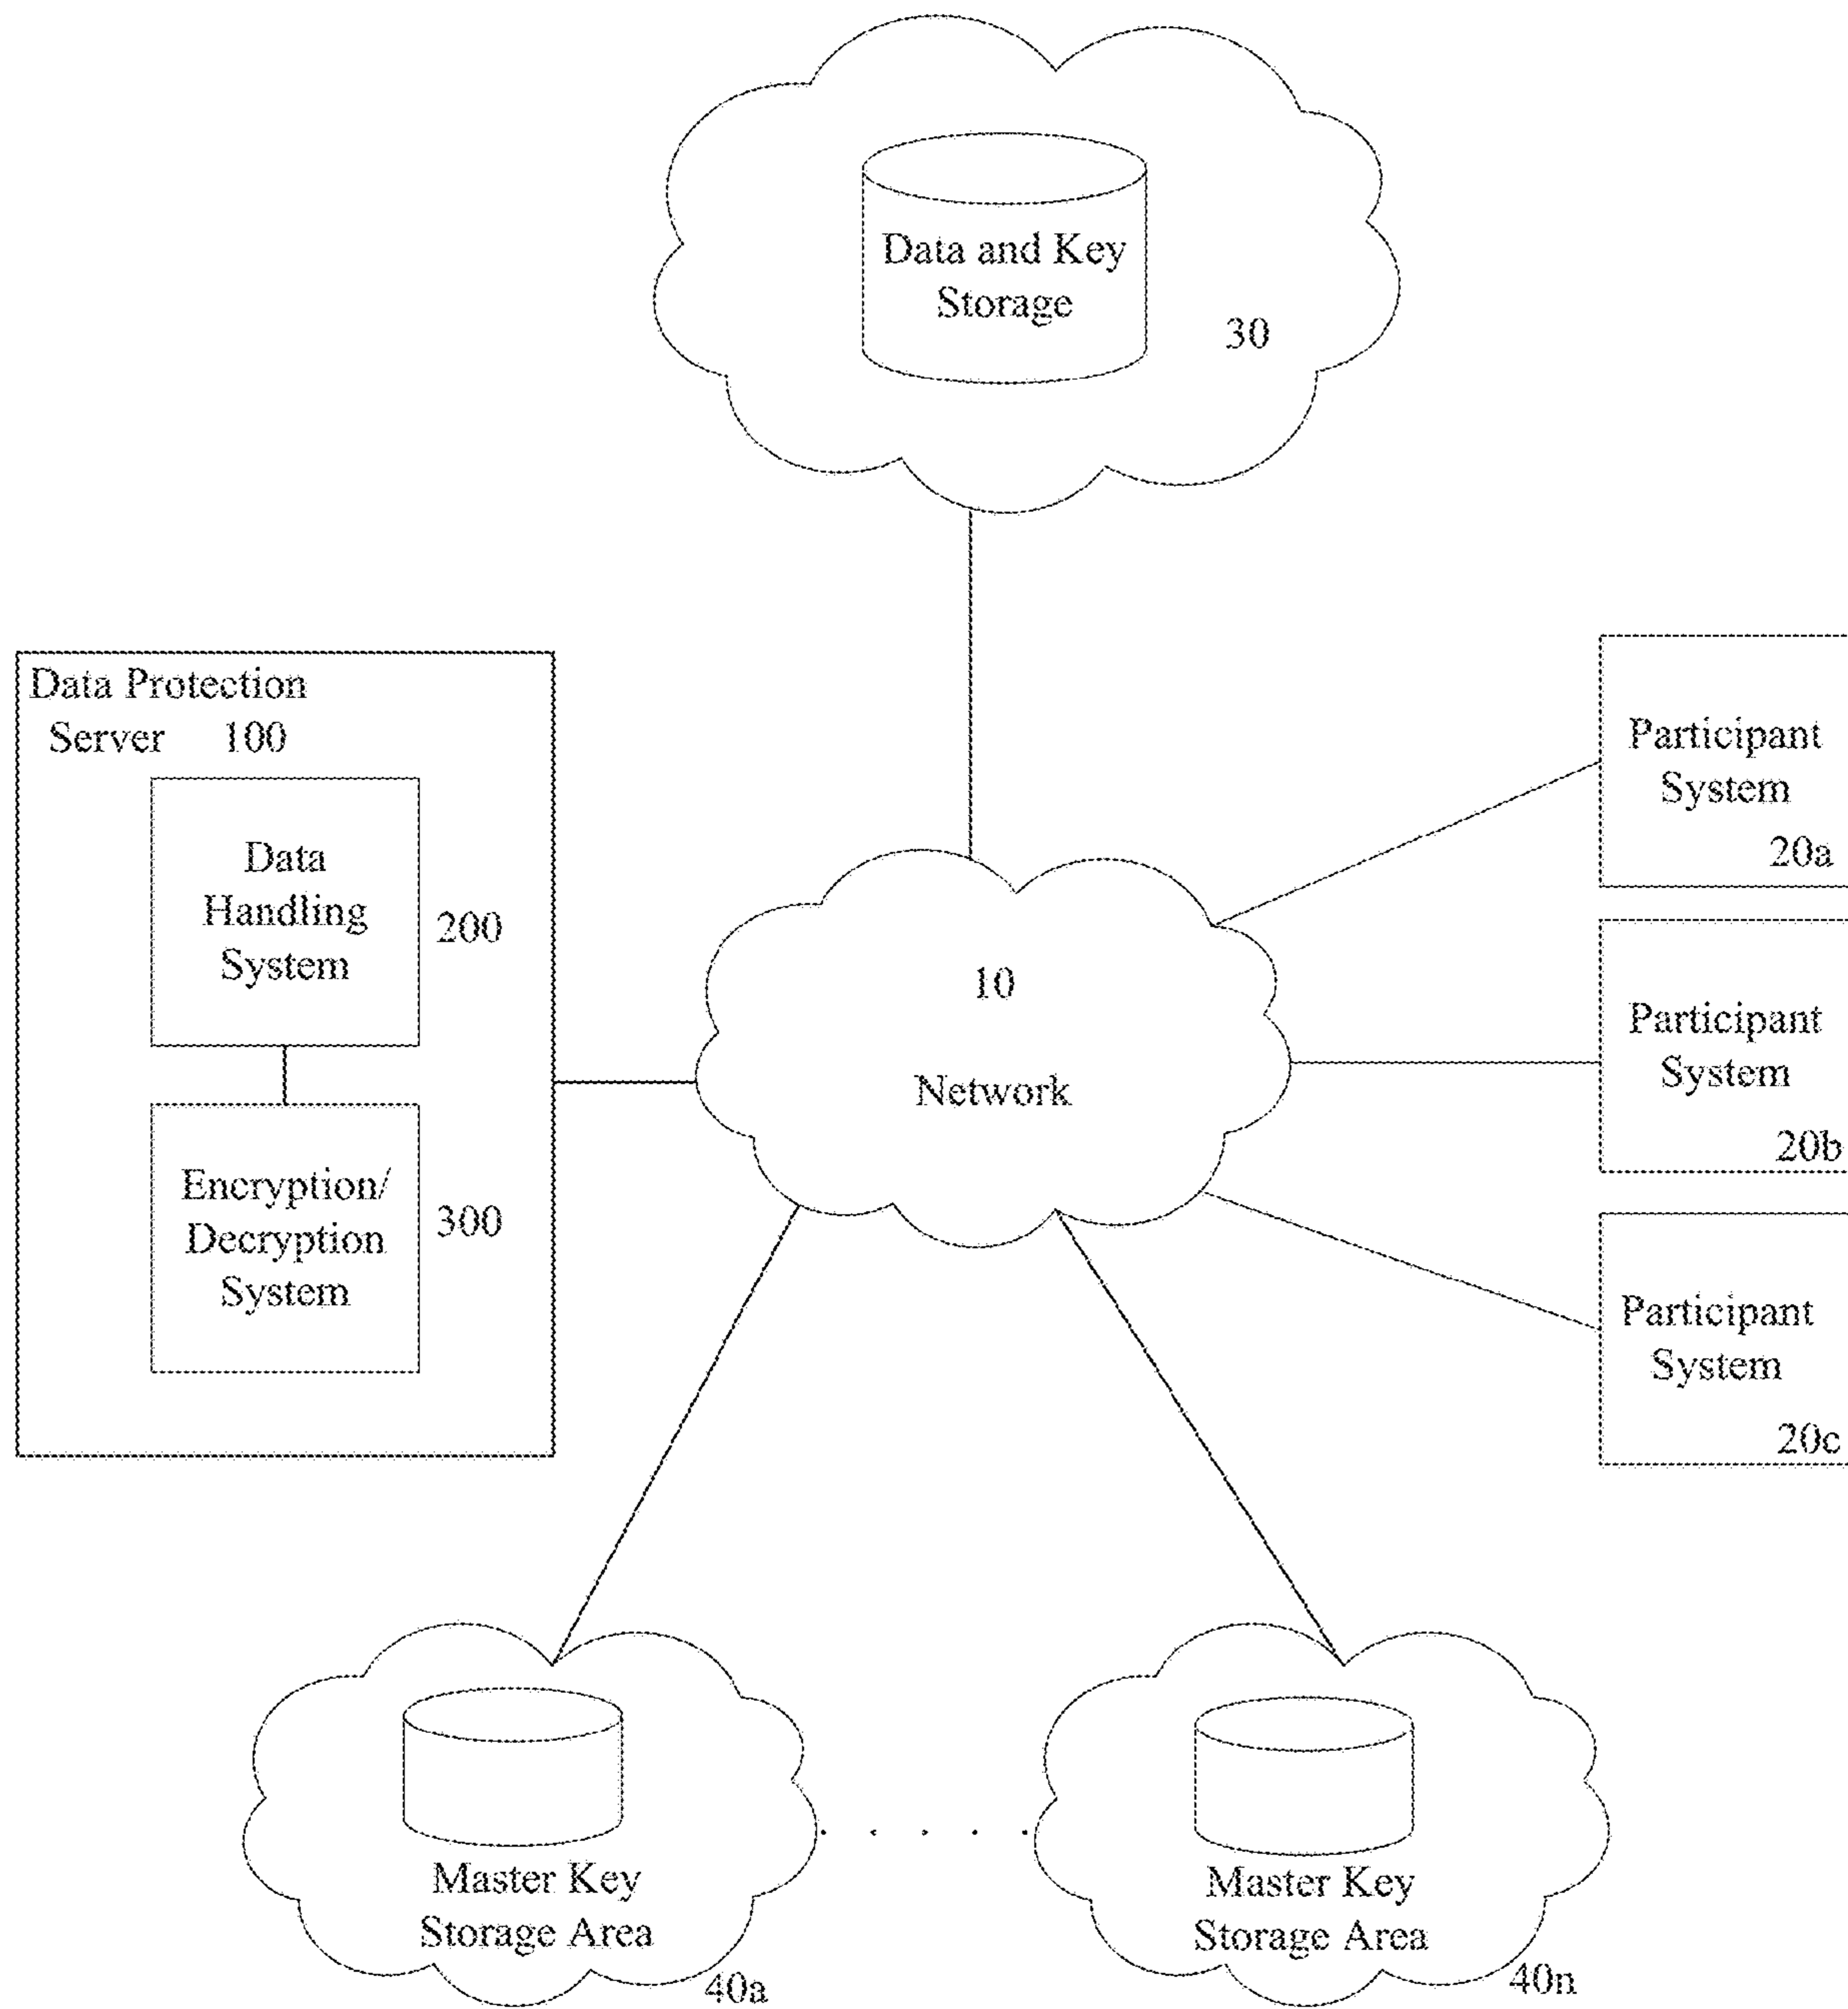 Data and Key
Storage
30
Data Protection
Server 100
Data
Handling
System
200
Encryption/
Decryption
System
300
10
Network
Participant
System
20a
Participant
System
20b
Participant
System
20c
Master Key
Storage Area
40a
Master Key
Storage Area
40n